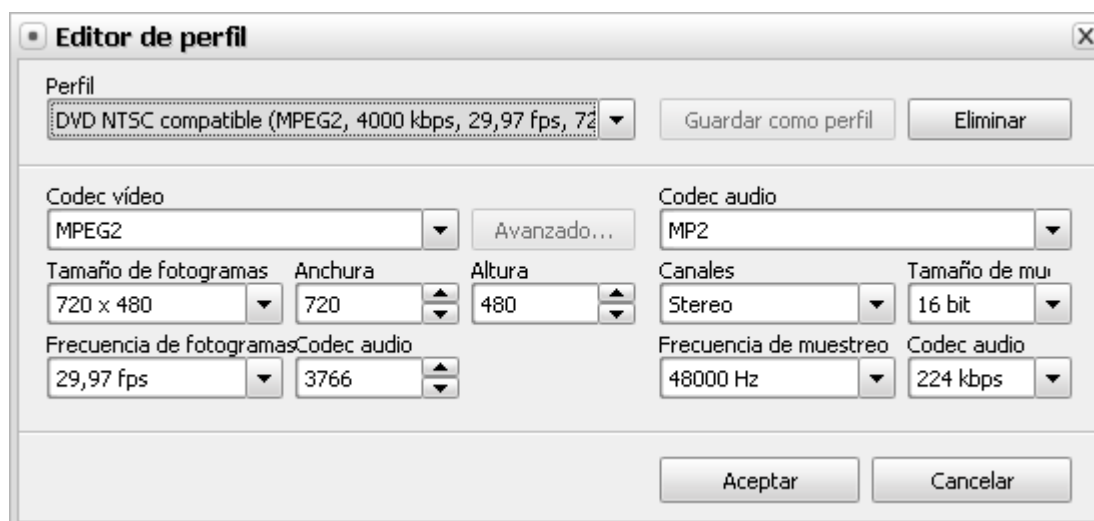 Editor de perfil
Perfil
DVD NTSC compatible (MPEG2, 4000 kbps, 29,97 fps, 72 Guardar como perfil Eliminar
Codec vídeo Codec audio
MPEG2 Avanzado... MP2
Tamaño de fotogramas Anchura Altura Canales Tamaño de mu
720 x 480 720 480 Stereo 16 bit
Frecuencia de fotogramas Codec audio Frecuencia de muestreo Codec audio
29,97 fps 3766 48000 Hz 224 kbps
Aceptar Cancelar